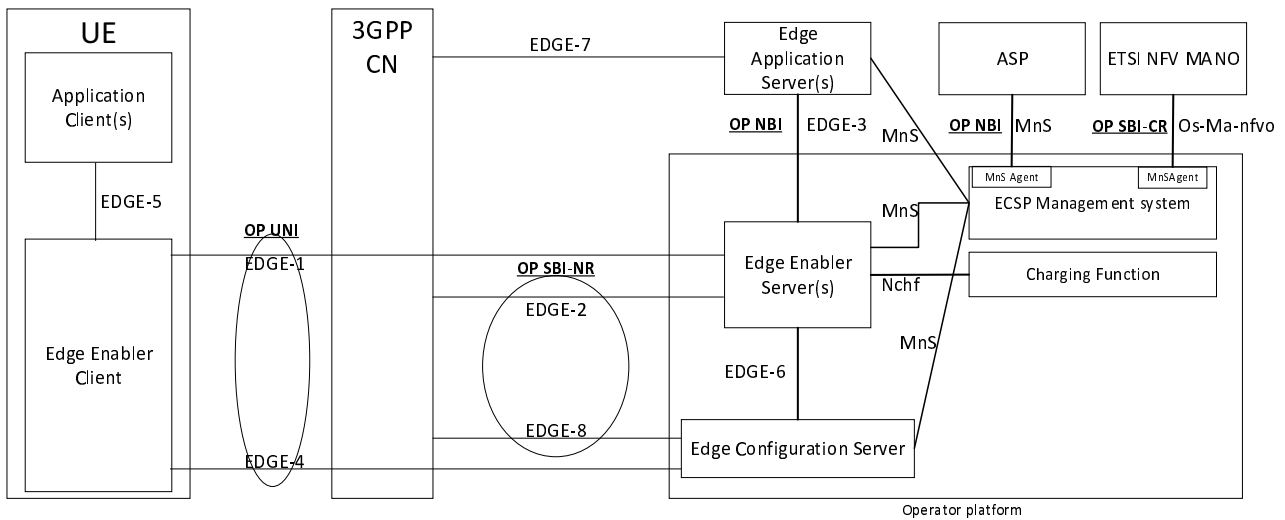 UE
Application
Client(s)
EDGE-5
Edge Enabler
Client
OP UNI
EDGE-1
EDGE-4
3GPP
CN
EDGE-7
OP SBI-NR
EDGE-2
EDGE-8
Edge
Application
Server(s)
OP NBI
EDGE-3
MnS
ASP
OP NBI
MnS
ETSI NFV MANO
OP SBI-CR
Os-Ma-nfvo
MnS Agent
MnSAgent
ECSP Management system
MnS
Edge Enabler
Server(s)
Nchf
Charging Function
MnS
EDGE-6
Edge Configuration Server
Operator platform